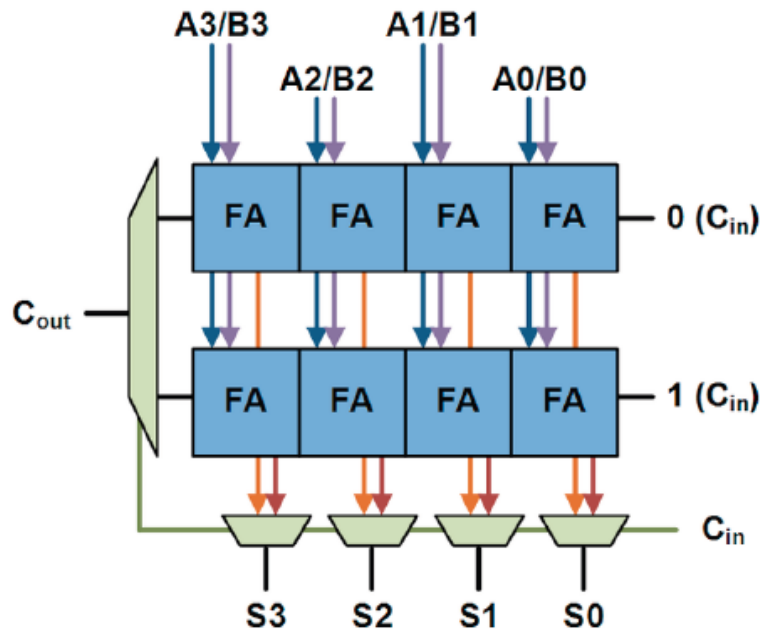 A3/B3 A1/B1
A2/B2 A0/B0
FA FA FA FA 0 (Cin)
Cout
FA FA FA FA 1 (Cin)
Cin
S3 S2 S1 S0